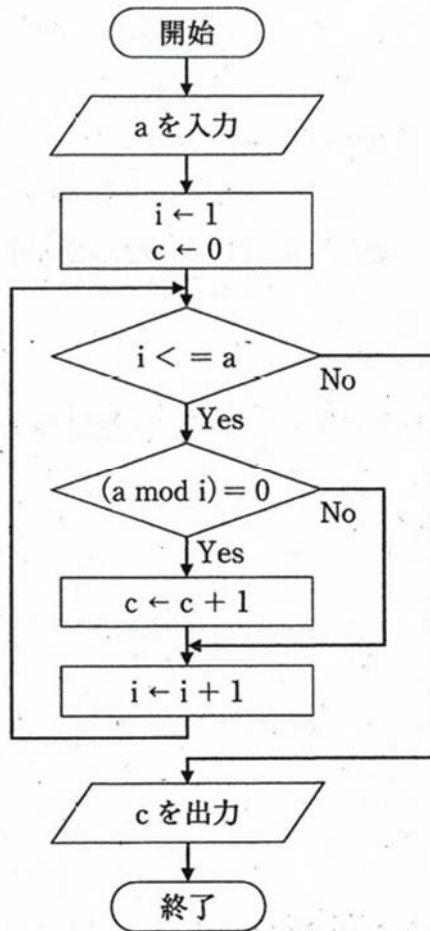 開始
aを入力
i ← 1
c ← 0
i < = a
No
Yes
(a mod i) = 0
No
Yes
c ← c + 1
i ← i + 1
cを出力
終了